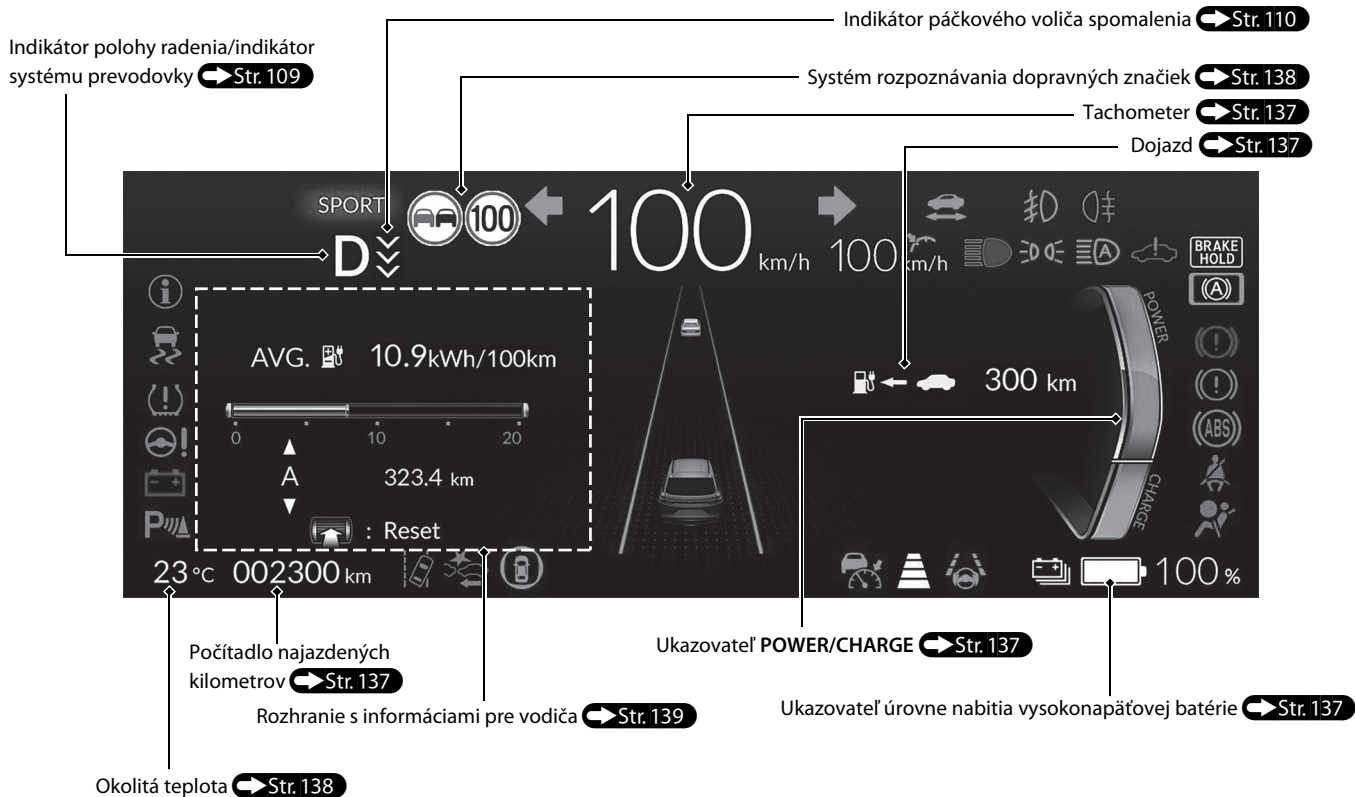 Indikátor páčkového voliča spomalenia Str. 110
Indikátor polohy radenia/indikátor
systému prevodovky Str. 109
Systém rozpoznávania dopravných značiek Str. 138
Tachometer Str. 137
Dojazd Str. 137
SPORT
100
100
km/h
100 km/h
A
BRAKE
HOLD
D
(A)
i
POWER
AVG. 10.9kWh/100km
300 km
(!)
(!)
(!)
(ABS)
!
0 10 20
A 323.4 km
- +
CHARGE
P
: Reset
23 °C 002300 km
- +
100 %
Počítadlo najazdených
kilometrov Str. 137
Ukazovateľ POWER/CHARGE Str. 137
Rozhranie s informáciami pre vodiča Str. 139
Ukazovateľ úrovne nabitia vysokonapäťovej batérie Str. 137
Okolitá teplota Str. 138